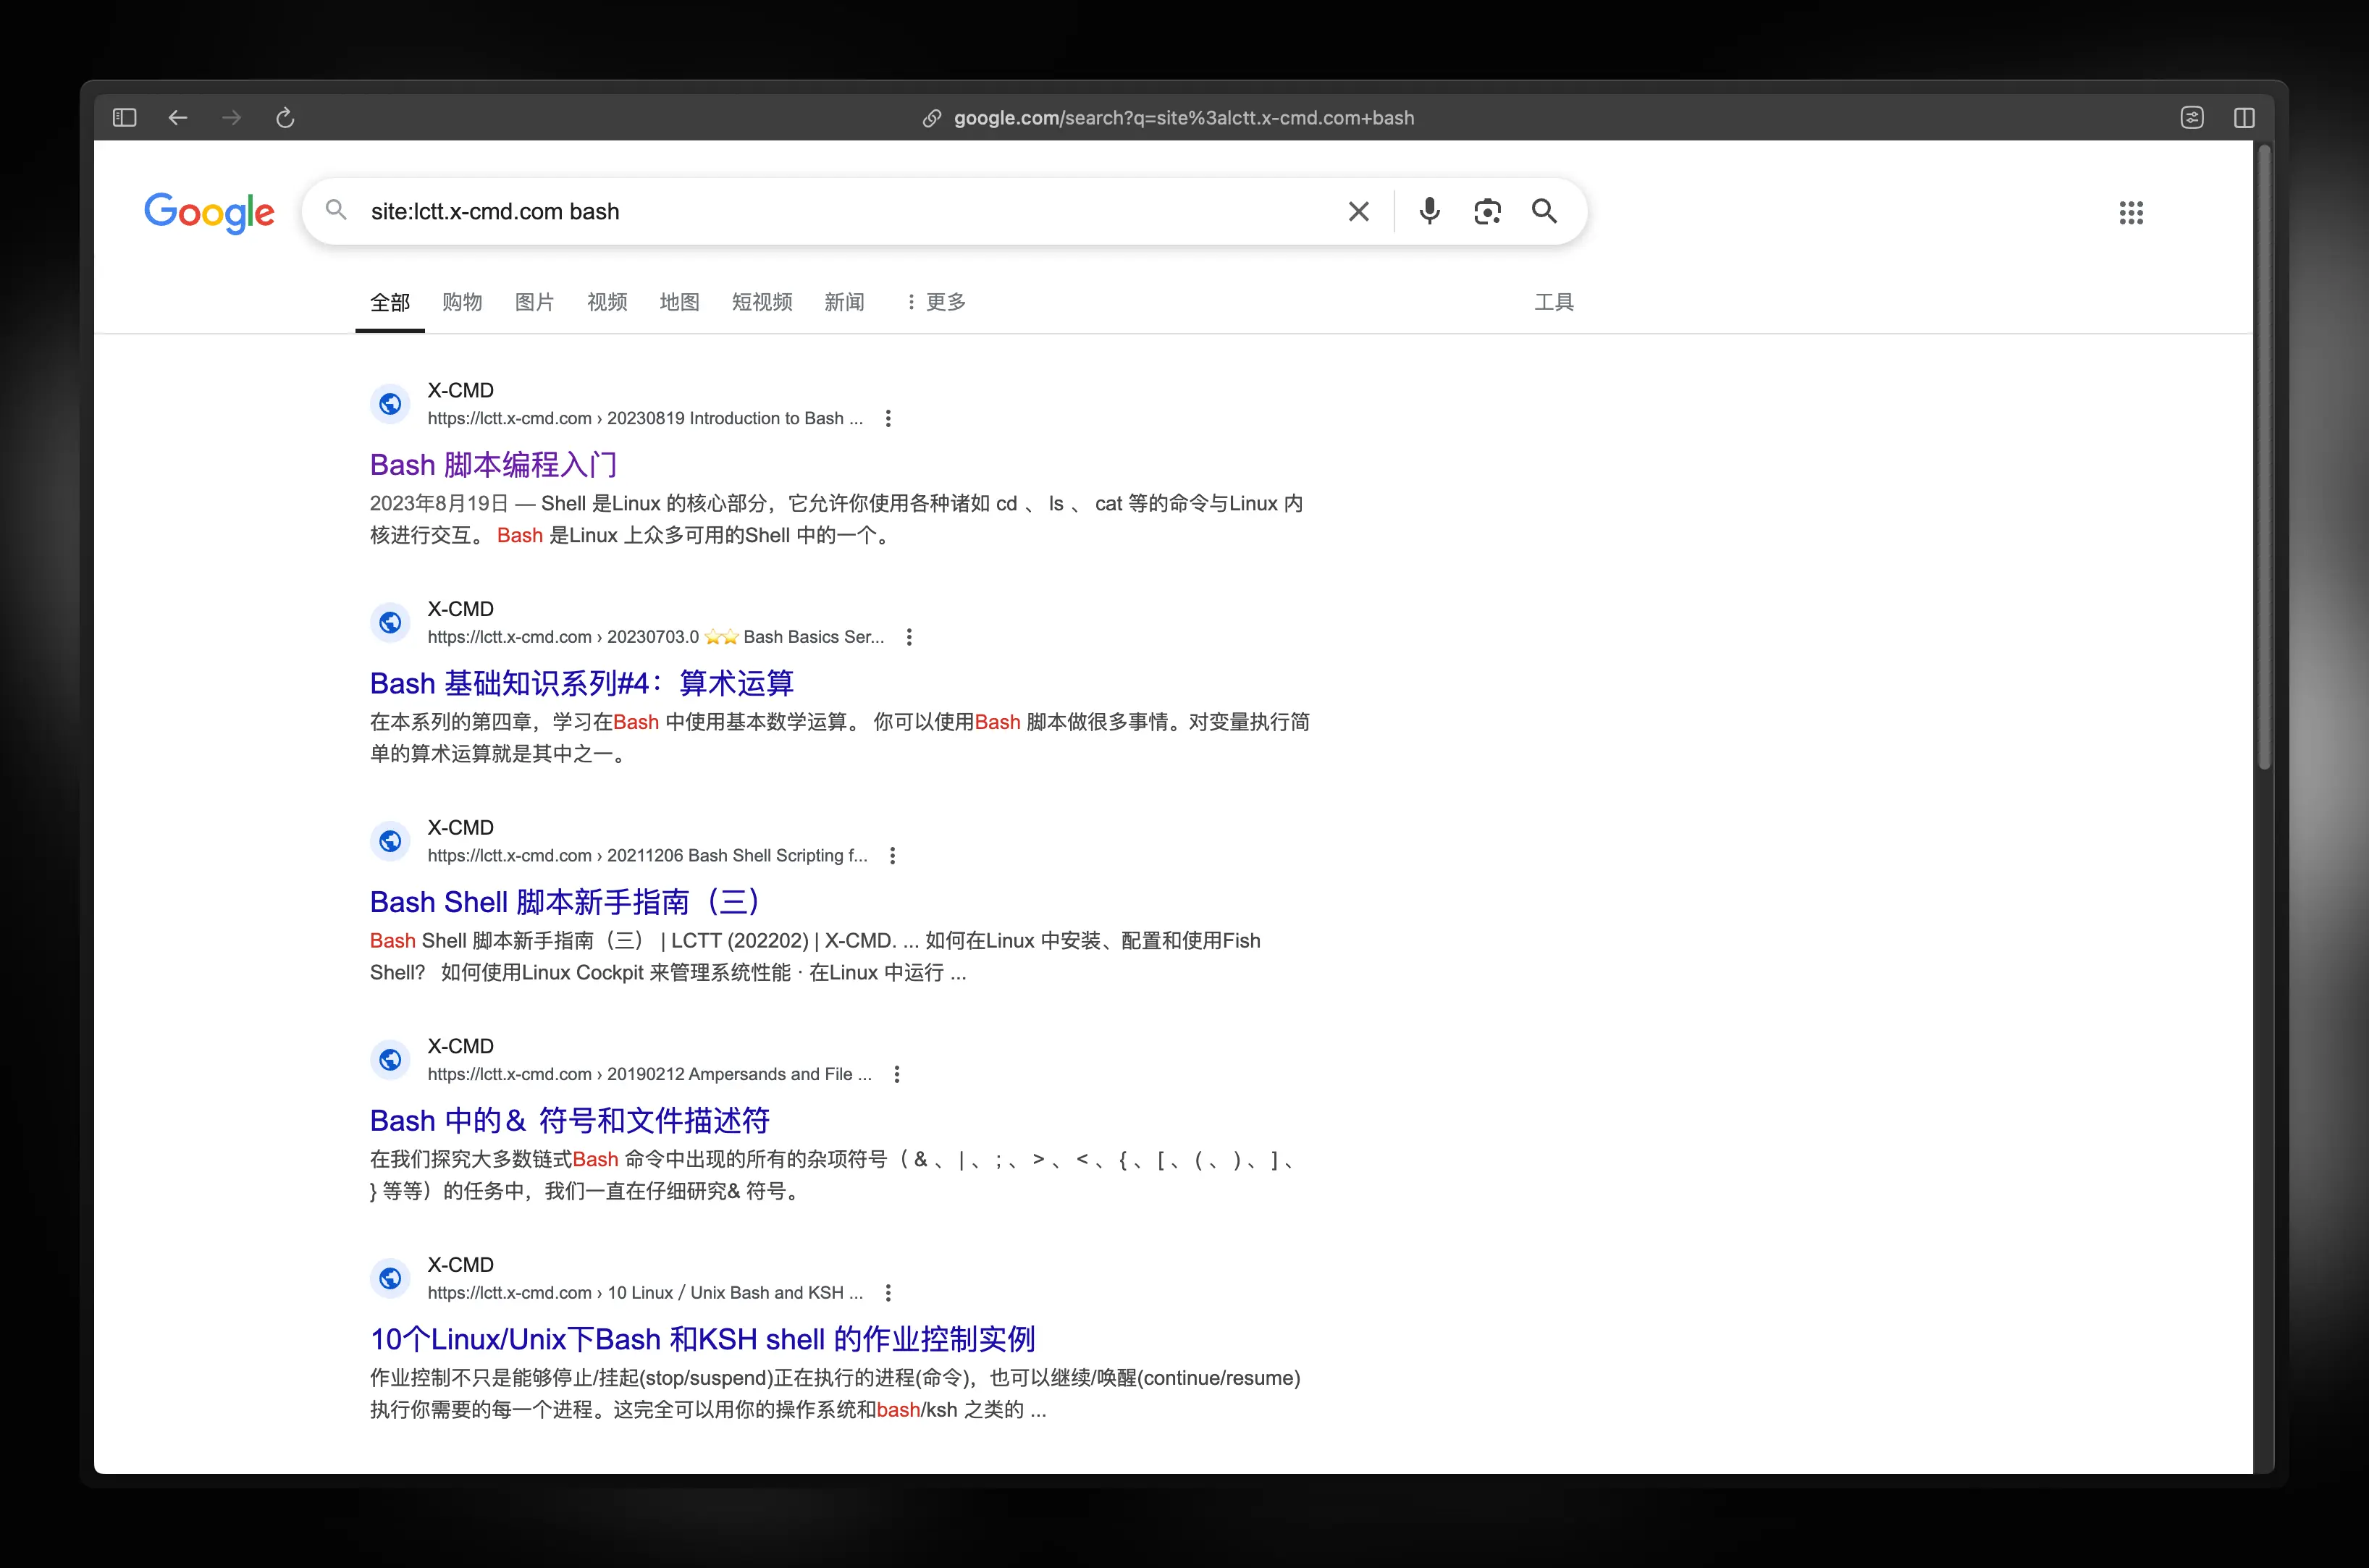 google.com/search?q=site%3alctt.x-cmd.com+bash
Google
site:lctt.x-cmd.com bash
全部 购物 图片 视频 地图 短视频 新闻 更多 工具
X-CMD
https://lctt.x-cmd.com › 20230819 Introduction to Bash ...
Bash 脚本编程入门
2023年8月19日 — Shell 是Linux 的核心部分，它允许你使用各种诸如 cd 、 ls 、 cat 等的命令与Linux 内
核进行交互。 Bash 是Linux 上众多可用的Shell 中的一个。
X-CMD
https://lctt.x-cmd.com › 20230703.0 ⭐⭐ Bash Basics Ser...
Bash 基础知识系列#4：算术运算
在本系列的第四章，学习在Bash 中使用基本数学运算。 你可以使用Bash 脚本做很多事情。对变量执行简
单的算术运算就是其中之一。
X-CMD
https://lctt.x-cmd.com › 20211206 Bash Shell Scripting f...
Bash Shell 脚本新手指南（三）
Bash Shell 脚本新手指南（三） | LCTT (202202) | X-CMD. ... 如何在Linux 中安装、配置和使用Fish
Shell? 如何使用Linux Cockpit 来管理系统性能 · 在Linux 中运行 ...
X-CMD
https://lctt.x-cmd.com › 20190212 Ampersands and File ...
Bash 中的＆ 符号和文件描述符
在我们探究大多数链式Bash 命令中出现的所有的杂项符号（ & 、 | 、 ; 、 > 、 < 、 { 、 [ 、 ( 、 ) 、 ] 、
} 等等）的任务中，我们一直在仔细研究& 符号。
X-CMD
https://lctt.x-cmd.com › 10 Linux / Unix Bash and KSH ...
10个Linux/Unix下Bash 和KSH shell 的作业控制实例
作业控制不只是能够停止/挂起(stop/suspend)正在执行的进程(命令)，也可以继续/唤醒(continue/resume)
执行你需要的每一个进程。这完全可以用你的操作系统和bash/ksh 之类的 ...